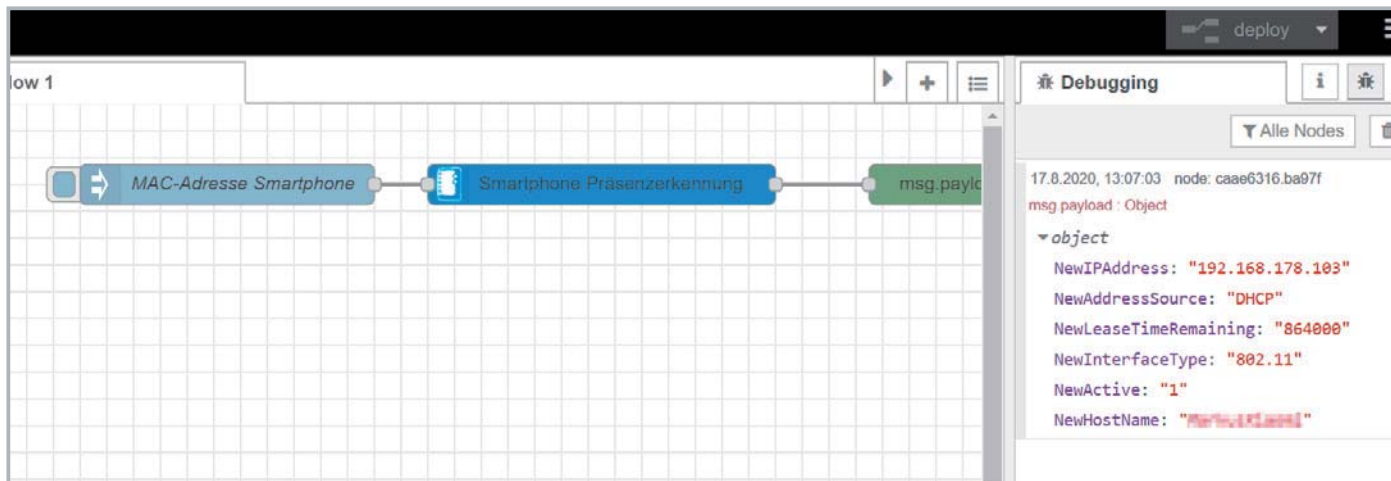 deploy
low 1
Debugging
i
Alle Nodes
MAC-Adresse Smartphone
Smartphone Präsenzerkennung
msg.paylo
17.8.2020, 13:07:03 node: caae6316.ba97f
msg.payload : Object
object
NewIPAddress: "192.168.178.103"
NewAddressSource: "DHCP"
NewLeaseTimeRemaining: "864000"
NewInterfaceType: "802.11"
NewActive: "1"
NewHostName: "